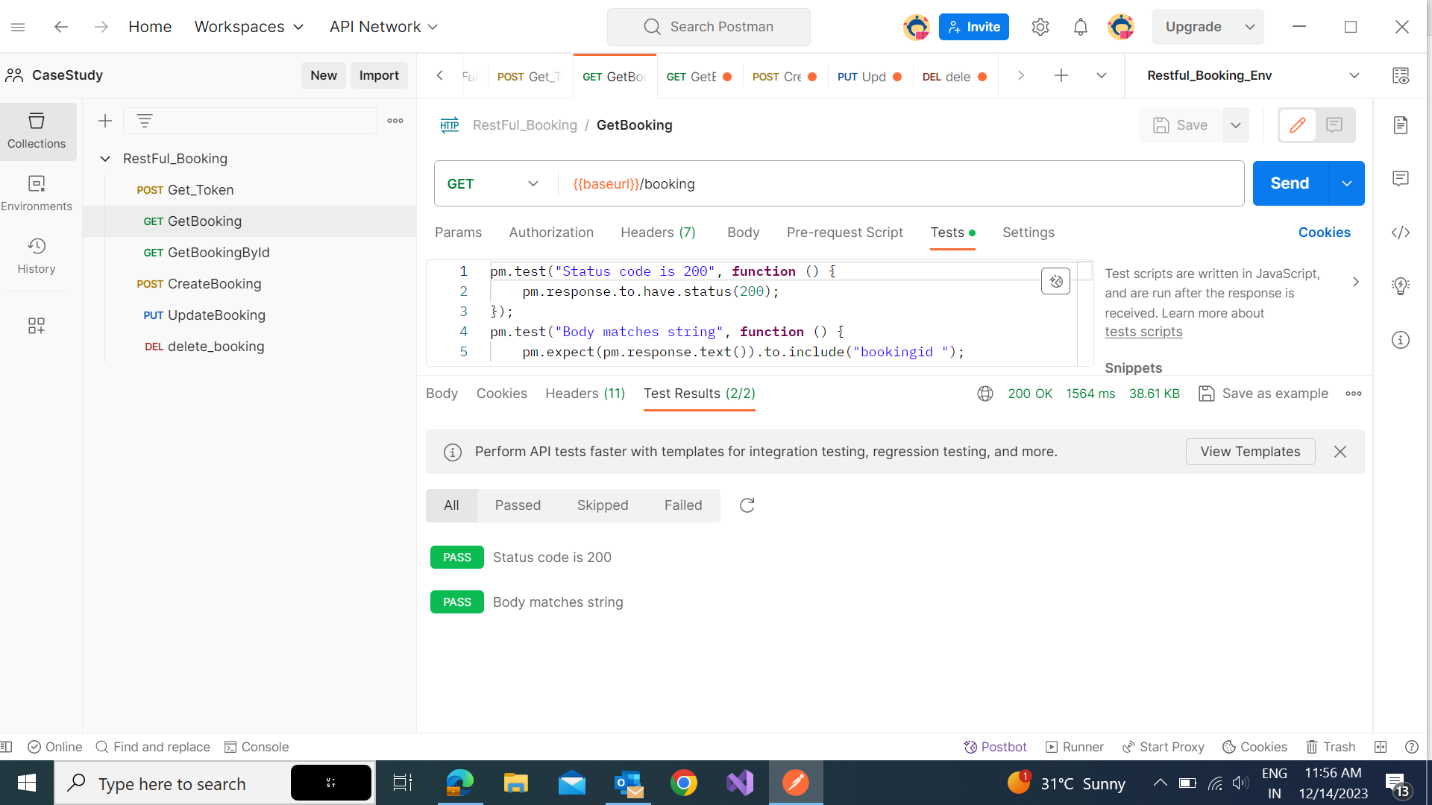 Home Workspaces API Network Search Postman Invite Upgrade
CaseStudy New Import
POST Get_T GET GetBoo GET GetE POST Cre PUT Upd DEL dele Restful_Booking_Env
Collections
Environments
History
RestFul_Booking
POST Get_Token
GET GetBooking
GET GetBookingById
POST CreateBooking
PUT UpdateBooking
DEL delete_booking
HTTP RestFul_Booking / GetBooking Save
GET {{baseurl}}/booking Send
Params Authorization Headers (7) Body Pre-request Script Tests Settings Cookies
1 pm.test("Status code is 200", function () {
2 pm.response.to.have.status(200);
3 });
4 pm.test("Body matches string", function () {
5 pm.expect(pm.response.text()).to.include("bookingid ");
Test scripts are written in JavaScript,
and are run after the response is
received. Learn more about
tests scripts
Snippets
Body Cookies Headers (11) Test Results (2/2) 200 OK 1564 ms 38.61 KB Save as example
Perform API tests faster with templates for integration testing, regression testing, and more. View Templates
All Passed Skipped Failed
PASS Status code is 200
PASS Body matches string
Online Find and replace Console Postbot Runner Start Proxy Cookies Trash
Type here to search 1 31°C Sunny ENG 11:56 AM
IN 12/14/2023 13